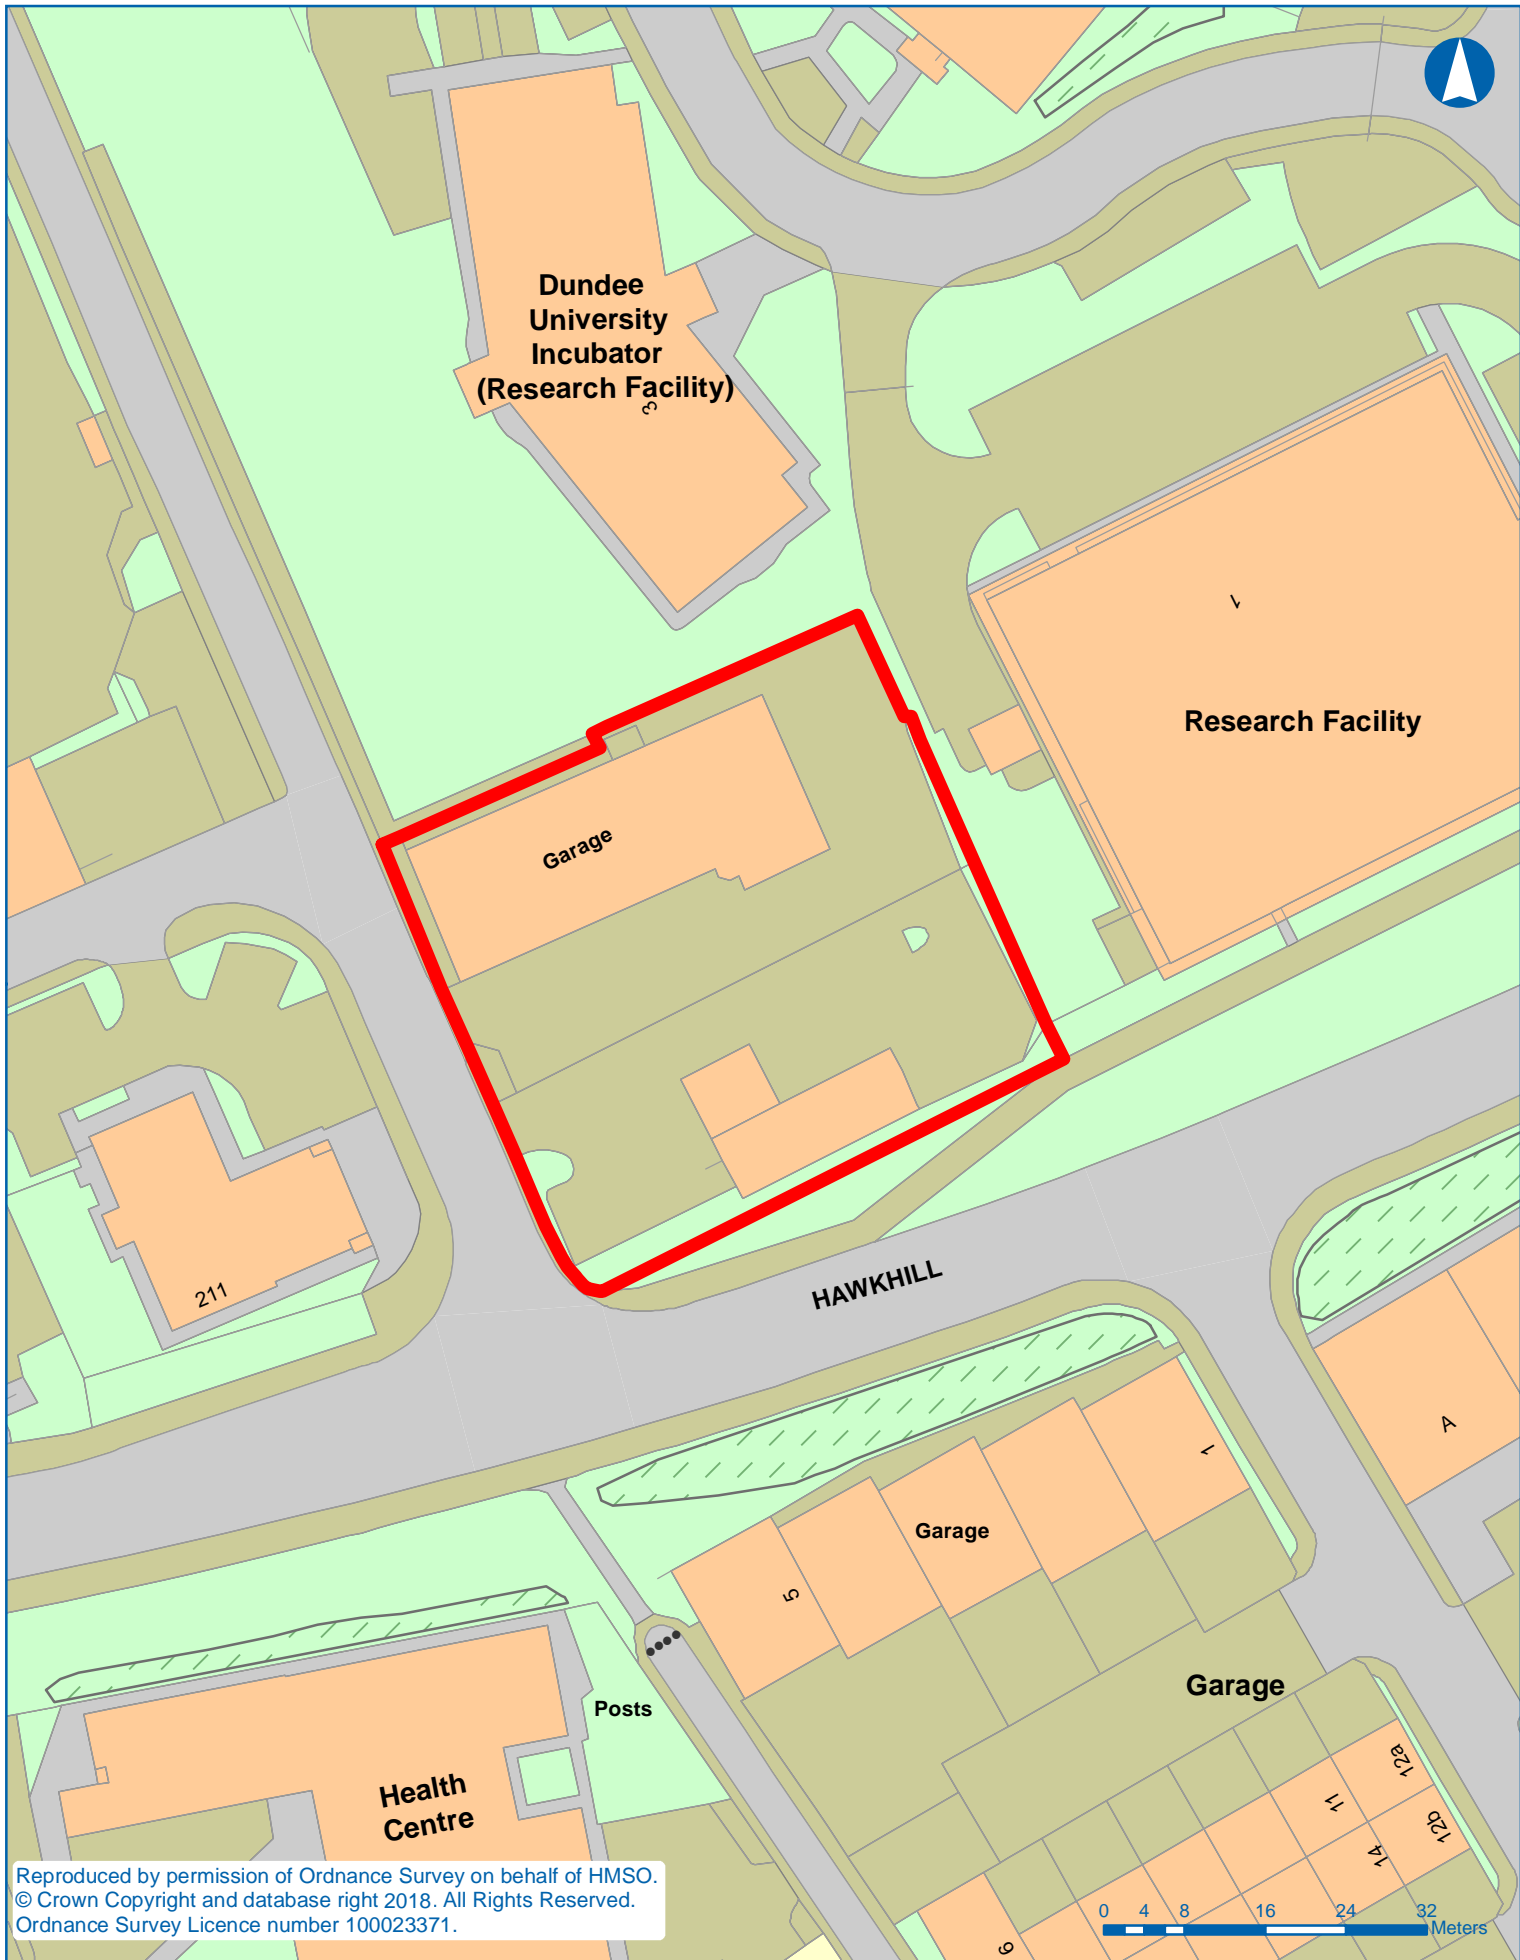 Dundee
University
Incubator
(Research Facility)
3
1
Research Facility
Garage
211
HAWKHILL
A
1
Garage
5
Posts
Garage
Health
Centre
12a
11
12b
14
6
Reproduced by permission of Ordnance Survey on behalf of HMSO.
© Crown Copyright and database right 2018. All Rights Reserved.
Ordnance Survey Licence number 100023371.
0 4 8 16 24 32
Meters